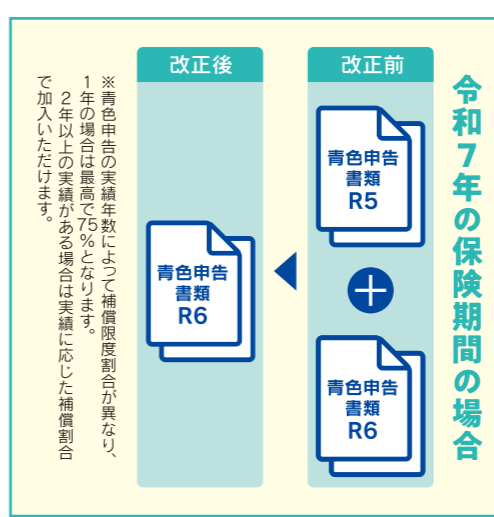 令和7年の保険期間の場合
改正前
青色申告
書類
R5
＋
青色申告
書類
R6
改正後
青色申告
書類
R6
※青色申告の実績年数によって補償限度割合が異なり、
1年の場合は最高で75%となります。
2年以上の実績がある場合は実績に応じた補償割合
で加入いただけます。